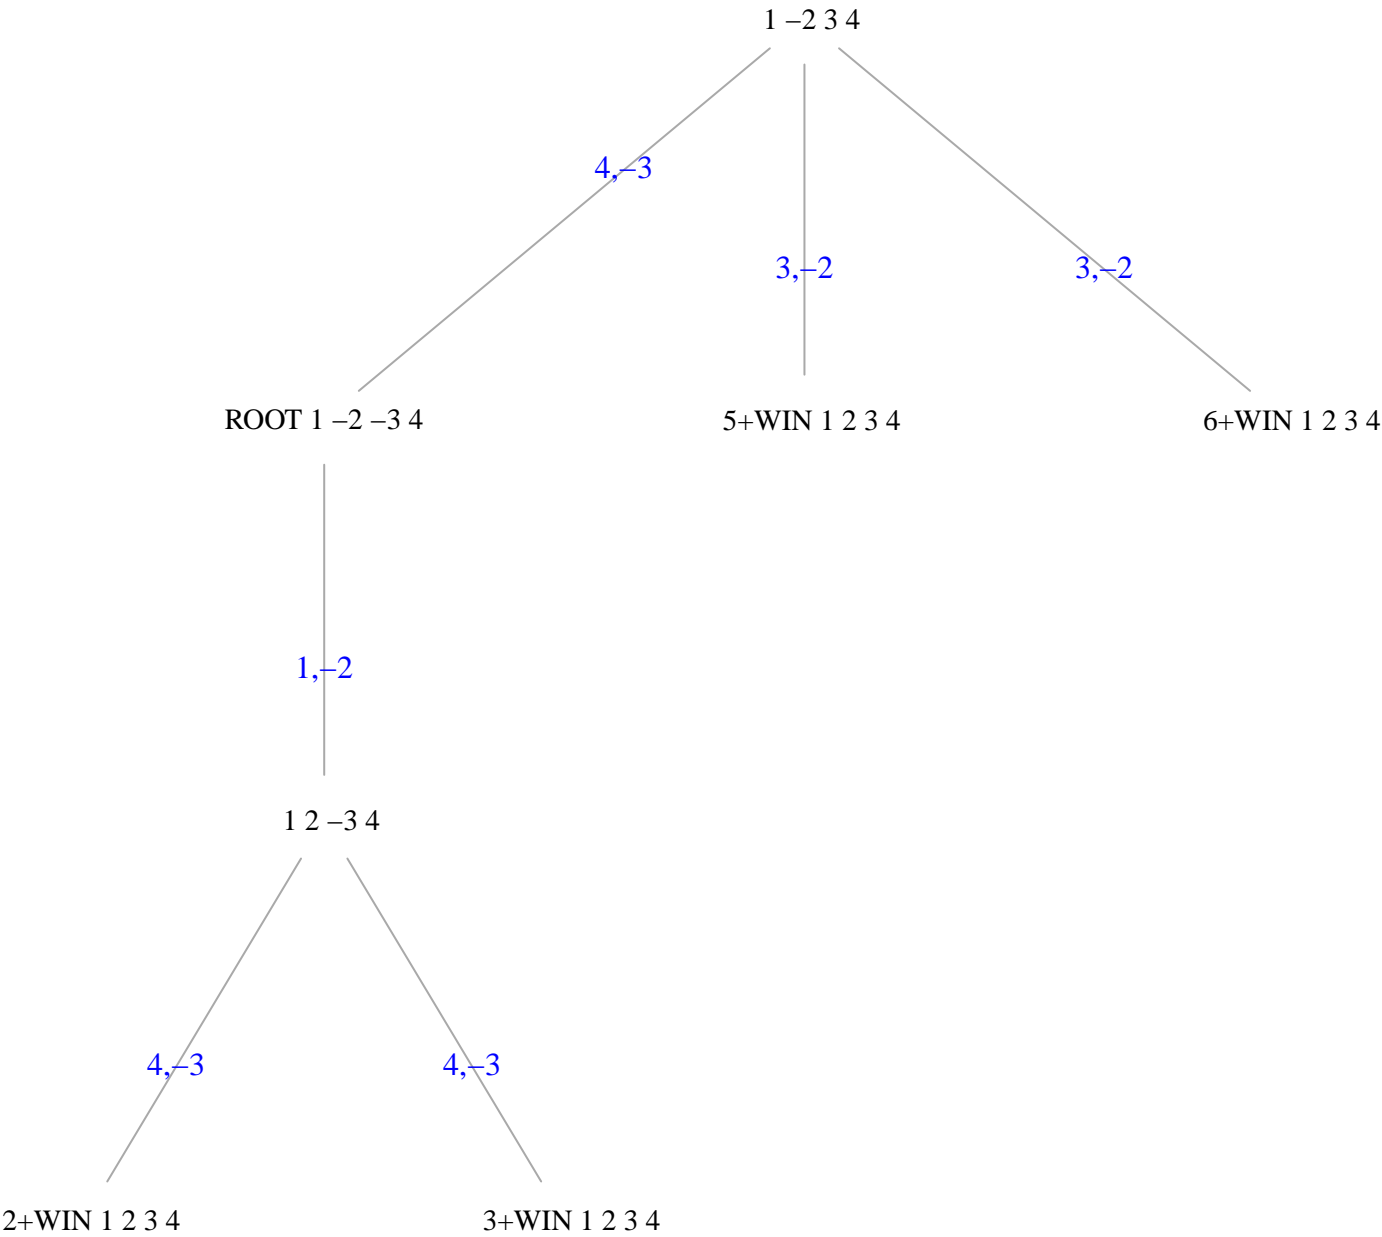 1 –2 3 4
4,–3
3,–2
3,–2
ROOT 1 –2 –3 4
5+WIN 1 2 3 4
6+WIN 1 2 3 4
1,–2
1 2 –3 4
4,–3
4,–3
2+WIN 1 2 3 4
3+WIN 1 2 3 4